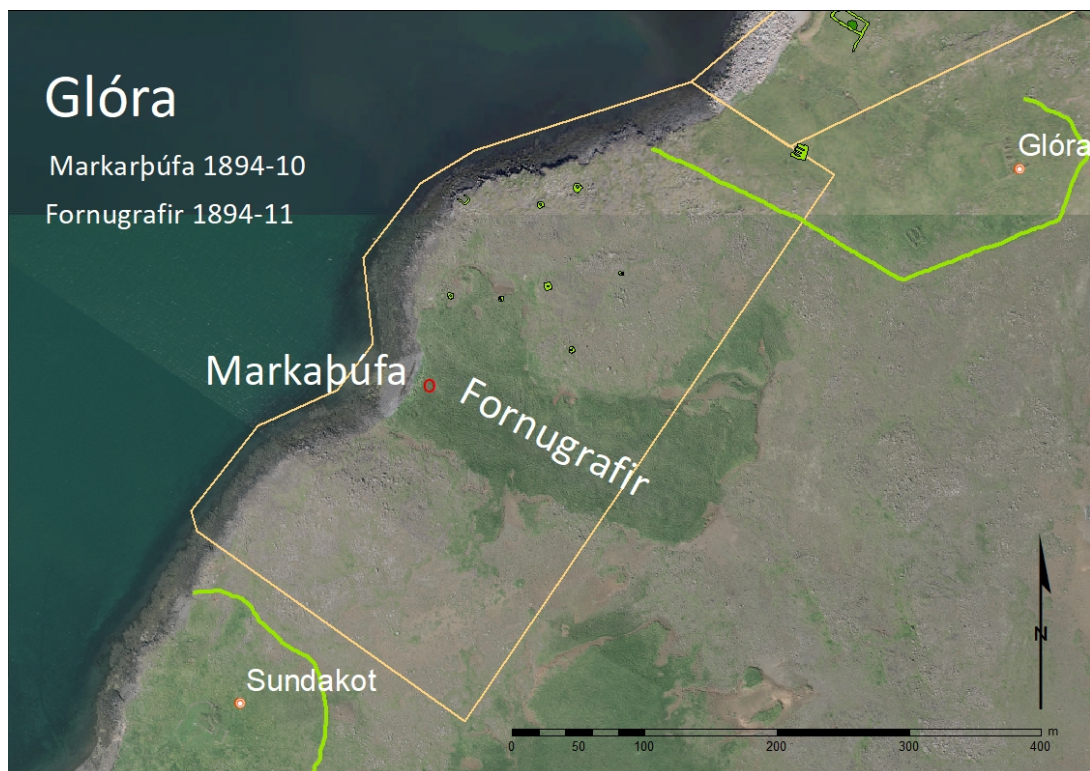 Glóra
Markarþúfa 1894-10
Fornugrafir 1894-11
Glóra
Markaþúfa
Fornugrafir
Sundakot
N
0 50 100 200 300 400 m